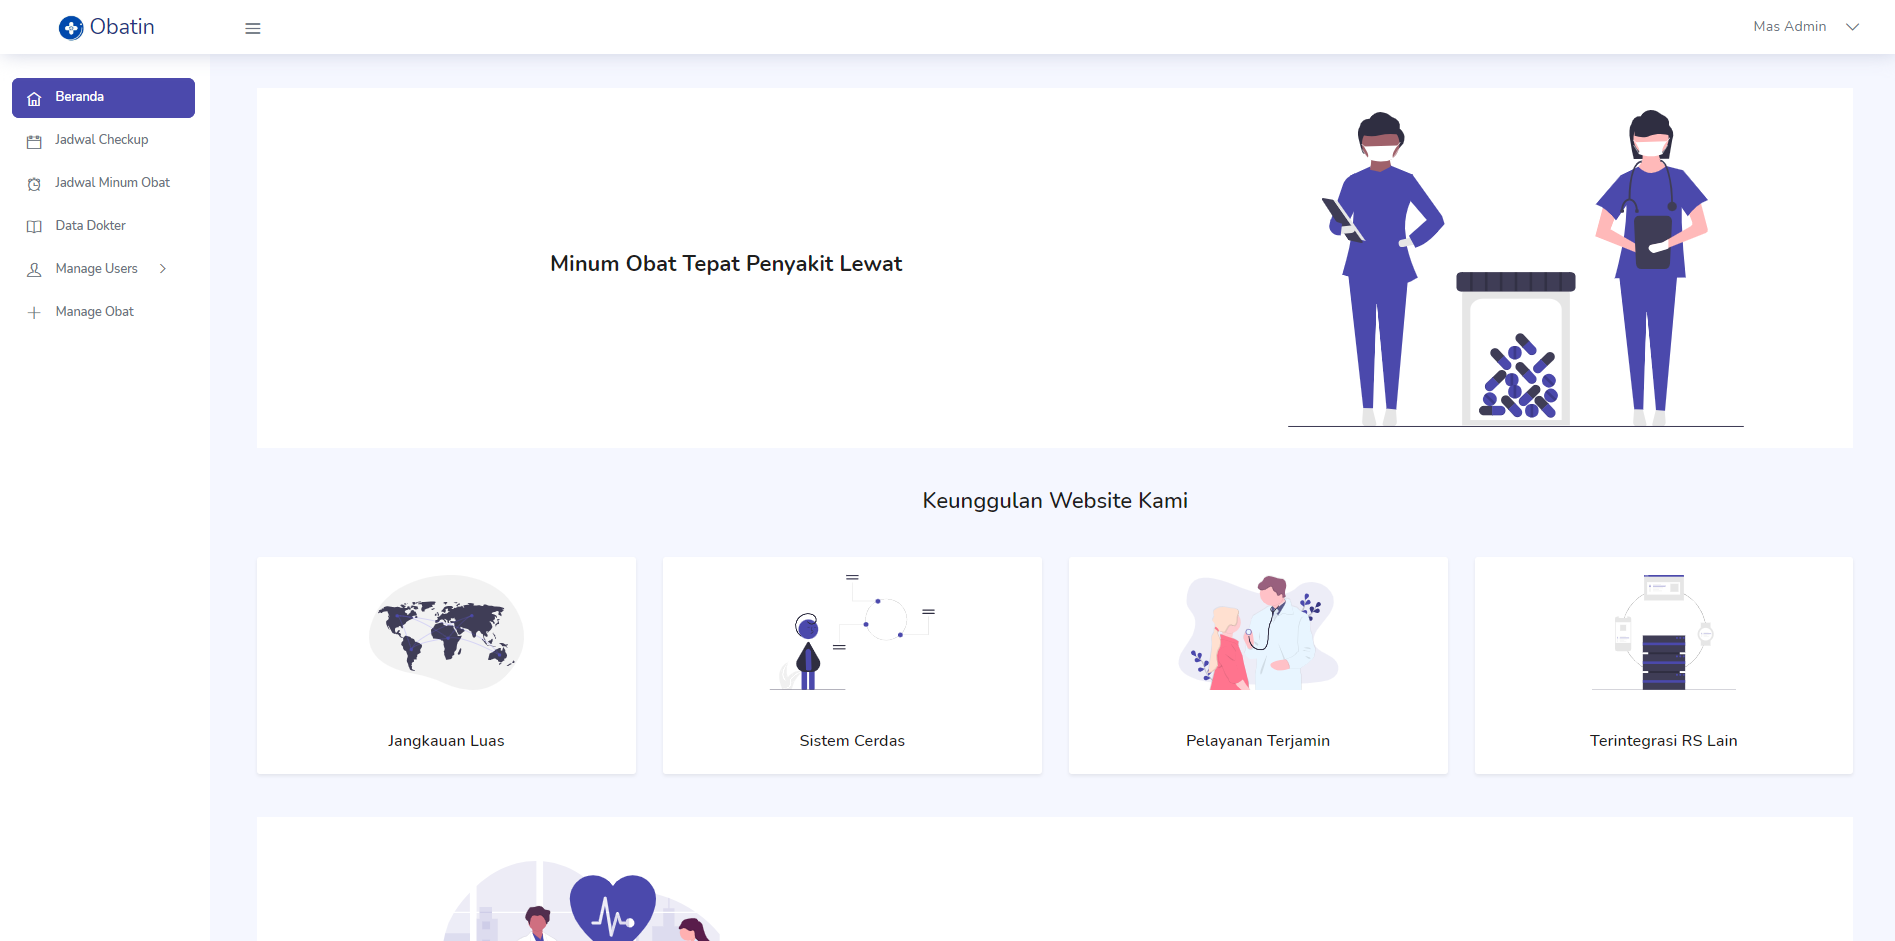 Obatin
Mas Admin
Beranda
Jadwal Checkup
Jadwal Minum Obat
Data Dokter
Manage Users
Manage Obat
Minum Obat Tepat Penyakit Lewat
Keunggulan Website Kami
Jangkauan Luas
Sistem Cerdas
Pelayanan Terjamin
Terintegrasi RS Lain